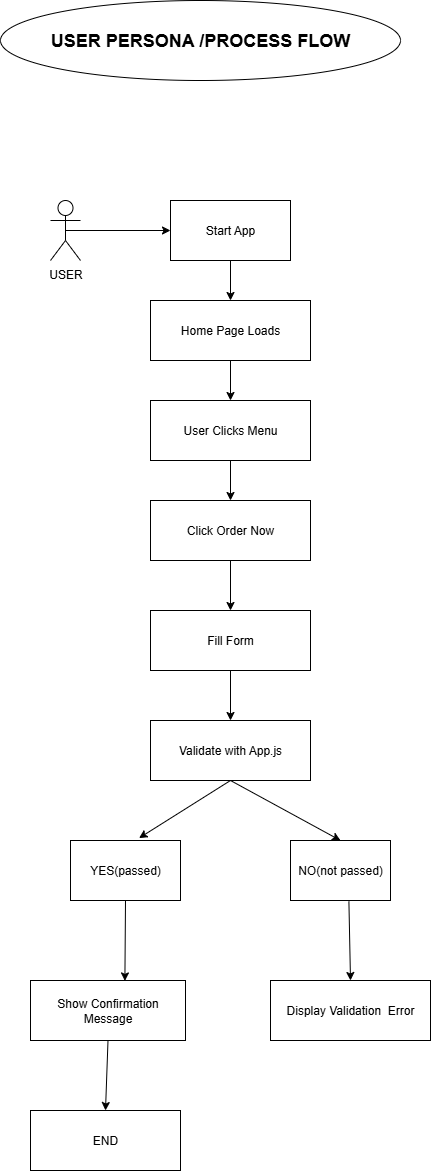 USER PERSONA /PROCESS FLOW
Start App
USER
Home Page Loads
User Clicks Menu
Click Order Now
Fill Form
Validate with App.js
YES(passed)
NO(not passed)
Show Confirmation
Message
Display Validation  Error
END